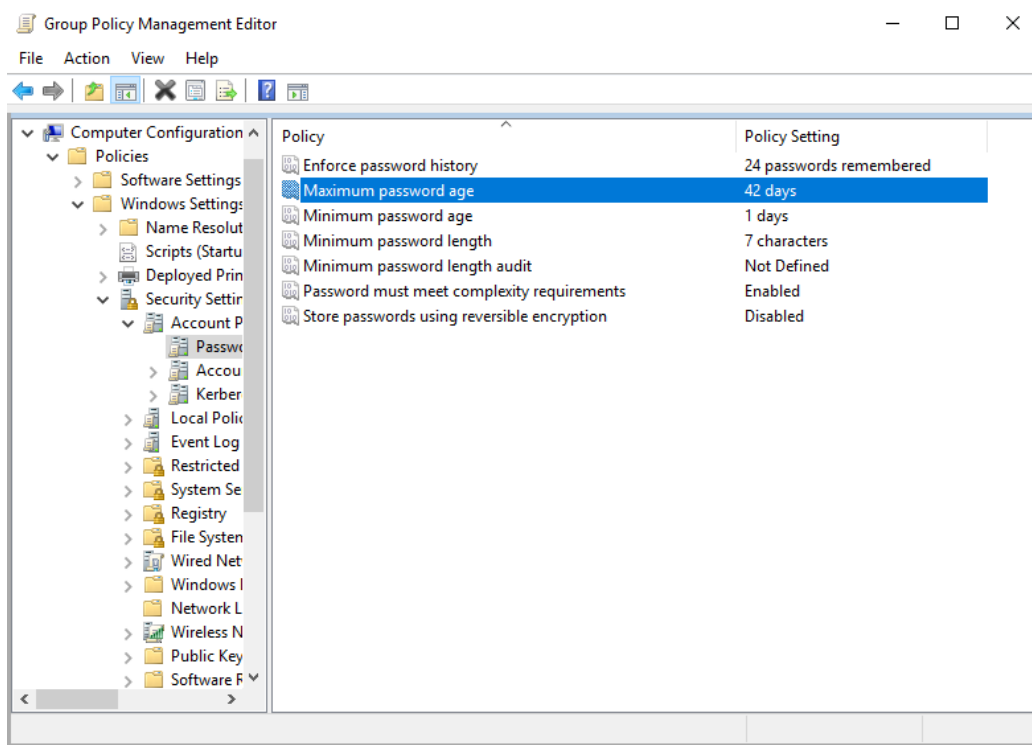 Group Policy Management Editor
File Action View Help
Computer Configuration
Policies
Software Settings
Windows Settings
Name Resolut
Scripts (Startu
Deployed Prin
Security Settin
Account P
Passwo
Accou
Kerber
Local Polic
Event Log
Restricted
System Se
Registry
File System
Wired Net
Windows
Network L
Wireless N
Public Key
Software R
Policy Policy Setting
Enforce password history 24 passwords remembered
Maximum password age 42 days
Minimum password age 1 days
Minimum password length 7 characters
Minimum password length audit Not Defined
Password must meet complexity requirements Enabled
Store passwords using reversible encryption Disabled